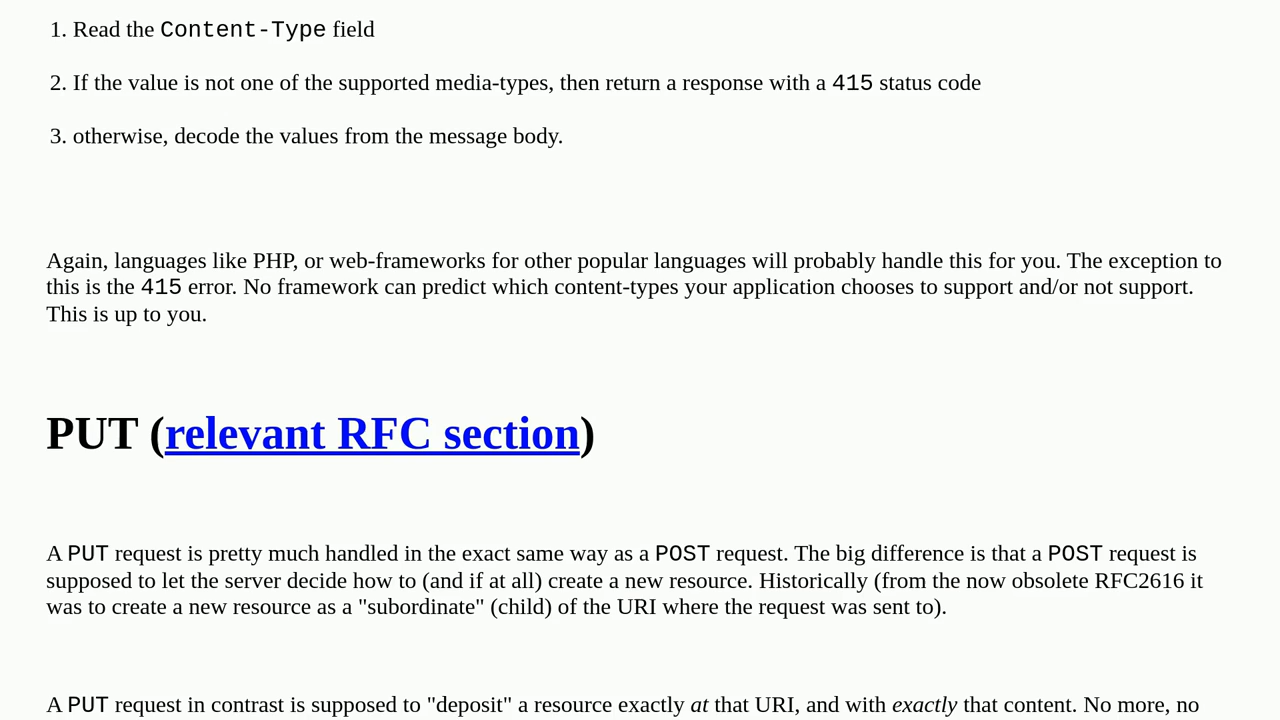 1. Read the Content-Type field
2. If the value is not one of the supported media-types, then return a response with a 415 status code
3. otherwise, decode the values from the message body.
Again, languages like PHP, or web-frameworks for other popular languages will probably handle this for you. The exception to
this is the 415 error. No framework can predict which content-types your application chooses to support and/or not support.
This is up to you.
PUT (relevant RFC section)
A PUT request is pretty much handled in the exact same way as a POST request. The big difference is that a POST request is
supposed to let the server decide how to (and if at all) create a new resource. Historically (from the now obsolete RFC2616 it
was to create a new resource as a "subordinate" (child) of the URI where the request was sent to).
A PUT request in contrast is supposed to "deposit" a resource exactly at that URI, and with exactly that content. No more, no